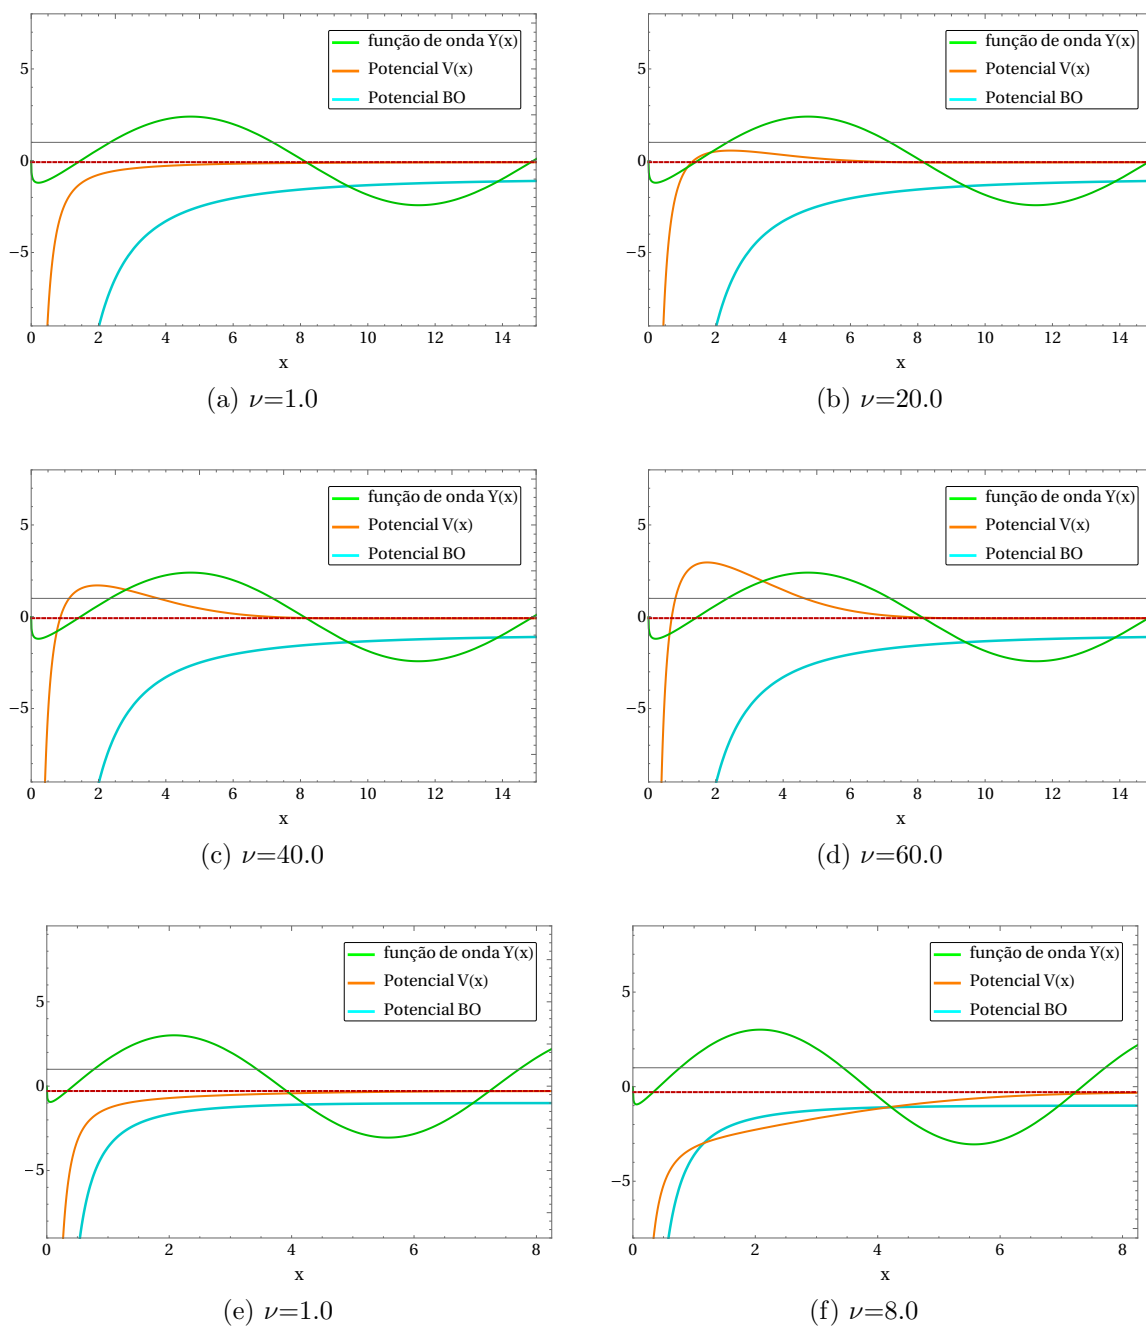 função de onda Y(x)
Potencial V(x)
Potencial BO
5
0
−5
0 2 4 6 8 10 12 14
x
(a) ν=1.0
função de onda Y(x)
Potencial V(x)
Potencial BO
5
0
−5
0 2 4 6 8 10 12 14
x
(b) ν=20.0
função de onda Y(x)
Potencial V(x)
Potencial BO
5
0
−5
0 2 4 6 8 10 12 14
x
(c) ν=40.0
função de onda Y(x)
Potencial V(x)
Potencial BO
5
0
−5
0 2 4 6 8 10 12 14
x
(d) ν=60.0
função de onda Y(x)
Potencial V(x)
Potencial BO
5
0
−5
0 2 4 6 8
x
(e) ν=1.0
função de onda Y(x)
Potencial V(x)
Potencial BO
5
0
−5
0 2 4 6 8
x
(f) ν=8.0